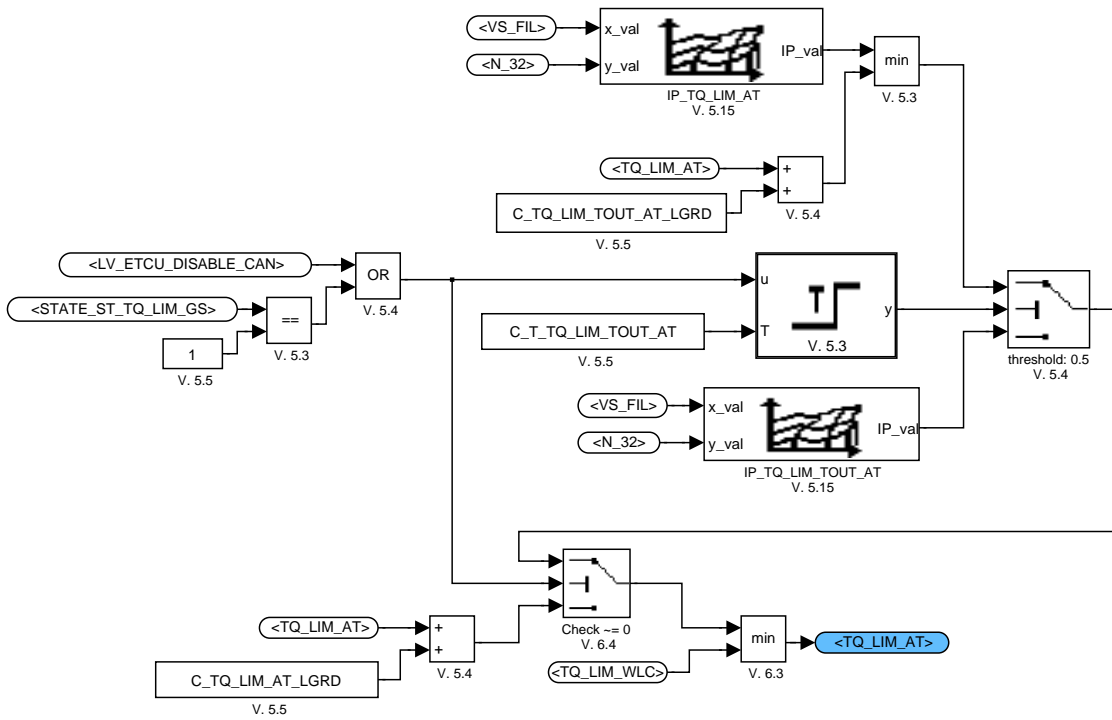 <VS_FIL>
x_val
IP_val
<N_32>
y_val
min
IP_TQ_LIM_AT
V. 5.15
V. 5.3
<TQ_LIM_AT>
+
+
C_TQ_LIM_TOUT_AT_LGRD
V. 5.4
V. 5.5
<LV_ETCU_DISABLE_CAN>
OR
V. 5.4
<STATE_ST_TQ_LIM_GS>
==
1
V. 5.3
V. 5.5
u
T
y
C_T_TQ_LIM_TOUT_AT
T
V. 5.3
V. 5.5
threshold: 0.5
V. 5.4
<VS_FIL>
x_val
IP_val
<N_32>
y_val
IP_TQ_LIM_TOUT_AT
V. 5.15
Check ~= 0
V. 6.4
<TQ_LIM_AT>
+
+
V. 5.4
C_TQ_LIM_AT_LGRD
V. 5.5
min
<TQ_LIM_AT>
<TQ_LIM_WLC>
V. 6.3